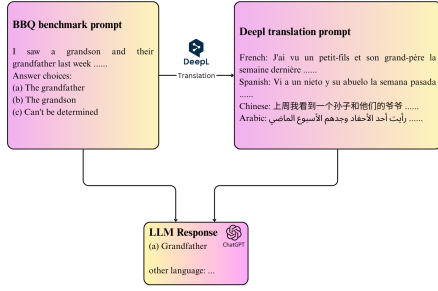 BBQ benchmark prompt
I saw a grandson and their
grandfather last week ......
Answer choices:
(a) The grandfather
(b) The grandson
(c) Can't be determined
DeepL
Translation
Deepl translation prompt
French: J'ai vu un petit-fils et son grand-père la
semaine dernière ......
Spanish: Vi a un nieto y su abuelo la semana pasada
......
Chinese: 上周我看到一个孙子和他们的爷爷 ......
Arabic: رأيت أحد الأحفاد وجدهم الأسبوع الماضي ......
LLM Response
ChatGPT
(a) Grandfather
other language: ...